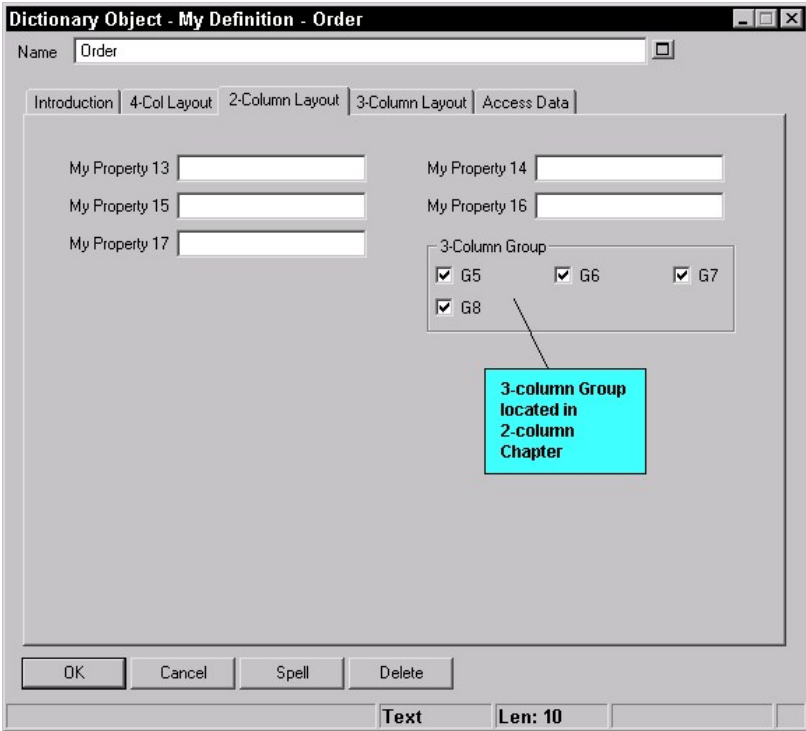 Dictionary Object - My Definition - Order
Name Order
Introduction 4-Col Layout 2-Column Layout 3-Column Layout Access Data
My Property 13 My Property 14
My Property 15 My Property 16
My Property 17
3-Column Group
G5 G6 G7
G8
3-column Group
located in
2-column
Chapter
OK Cancel Spell Delete
Text Len: 10